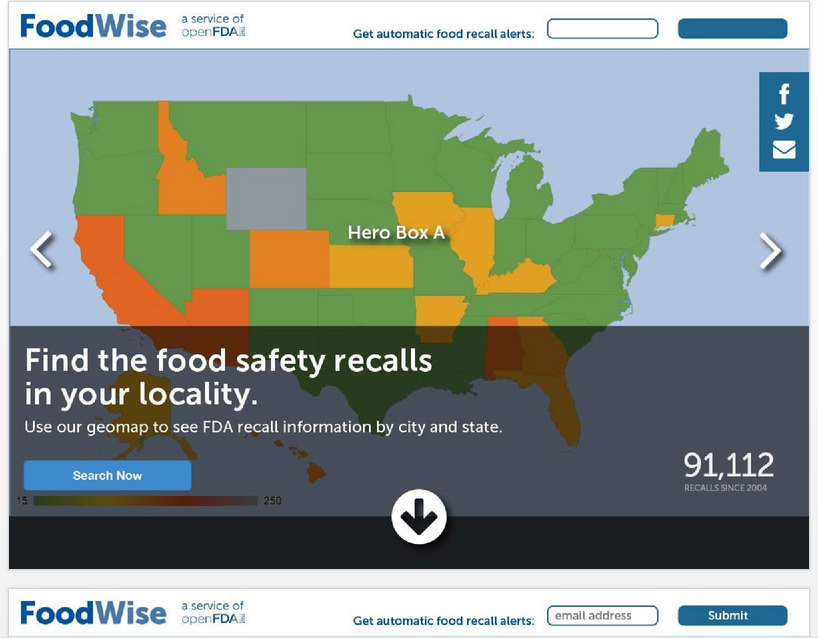 FoodWise
a service of
openFDA
Get automatic food recall alerts:
Hero Box A
Find the food safety recalls
in your locality.
Use our geomap to see FDA recall information by city and state.
Search Now
15
250
91,112
RECALLS SINCE 2004
FoodWise
a service of
openFDA
Get automatic food recall alerts:
email address
Submit